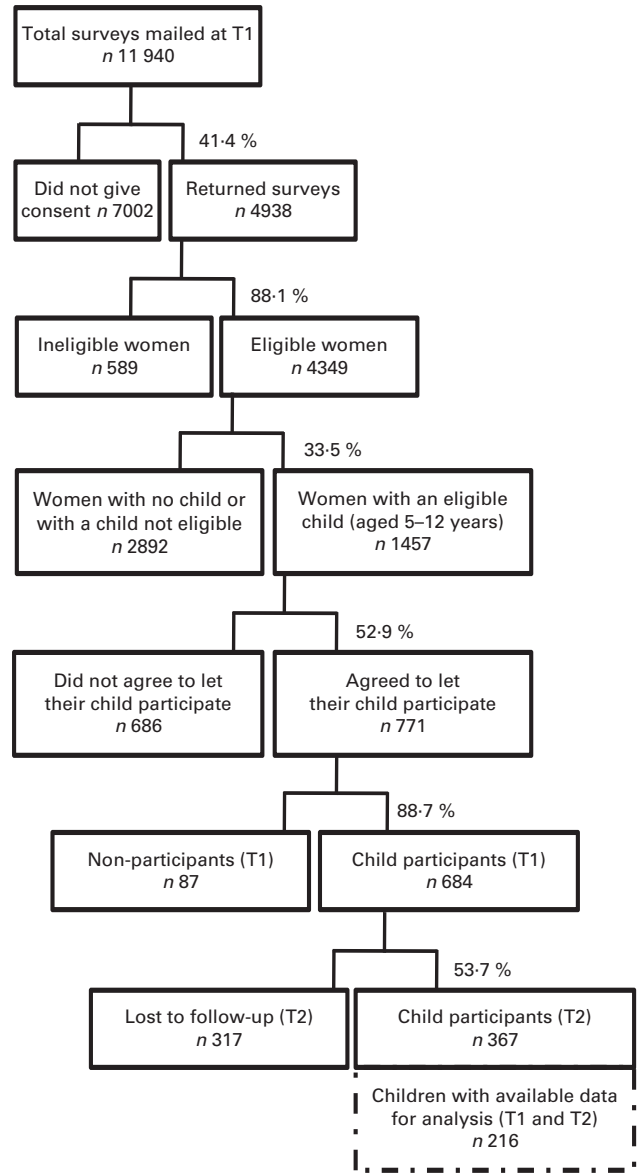 Total surveys mailed at T1
n 11 940
41·4 %
Did not give
consent n 7002
Returned surveys
n 4938
88·1 %
Ineligible women
n 589
Eligible women
n 4349
33·5 %
Women with no child or
with a child not eligible
n 2892
Women with an eligible
child (aged 5–12 years)
n 1457
52·9 %
Did not agree to let
their child participate
n 686
Agreed to let
their child participate
n 771
88·7 %
Non-participants (T1)
n 87
Child participants (T1)
n 684
53·7 %
Lost to follow-up (T2)
n 317
Child participants (T2)
n 367
Children with available data
for analysis (T1 and T2)
n 216